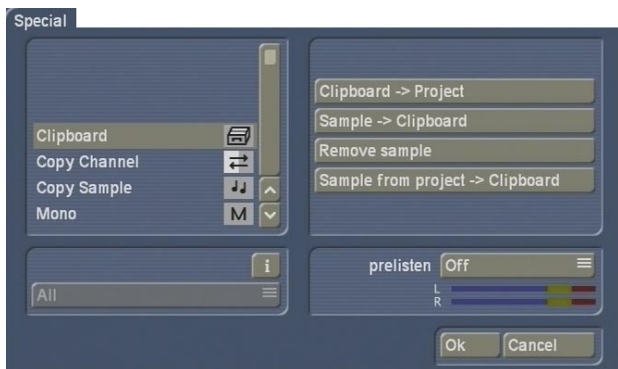 Special
Clipboard
Copy Channel
Copy Sample
Mono
M
Clipboard -> Project
Sample -> Clipboard
Remove sample
Sample from project -> Clipboard
i
All
prelisten Off
L
R
Ok Cancel